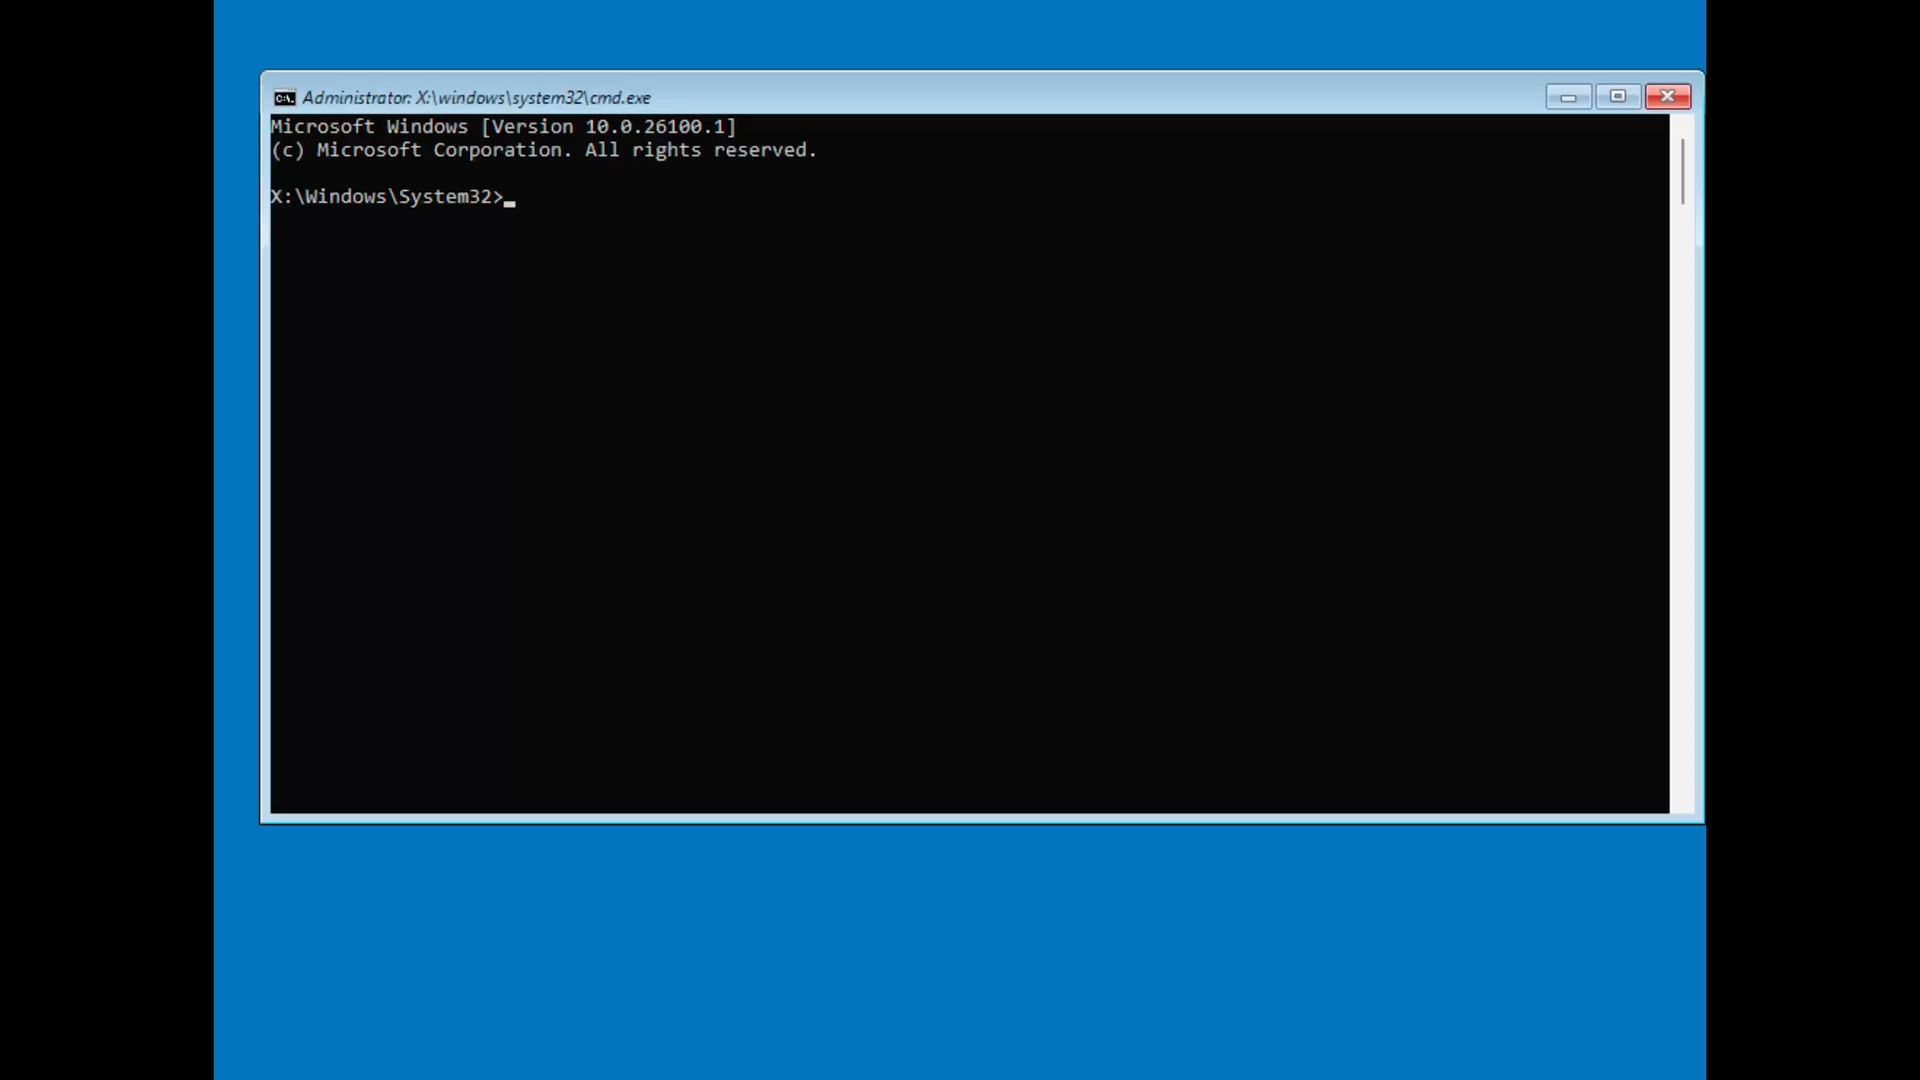 Administrator: X:\windows\system32\cmd.exe
Microsoft Windows [Version 10.0.26100.1]
(c) Microsoft Corporation. All rights reserved.
X:\Windows\System32>